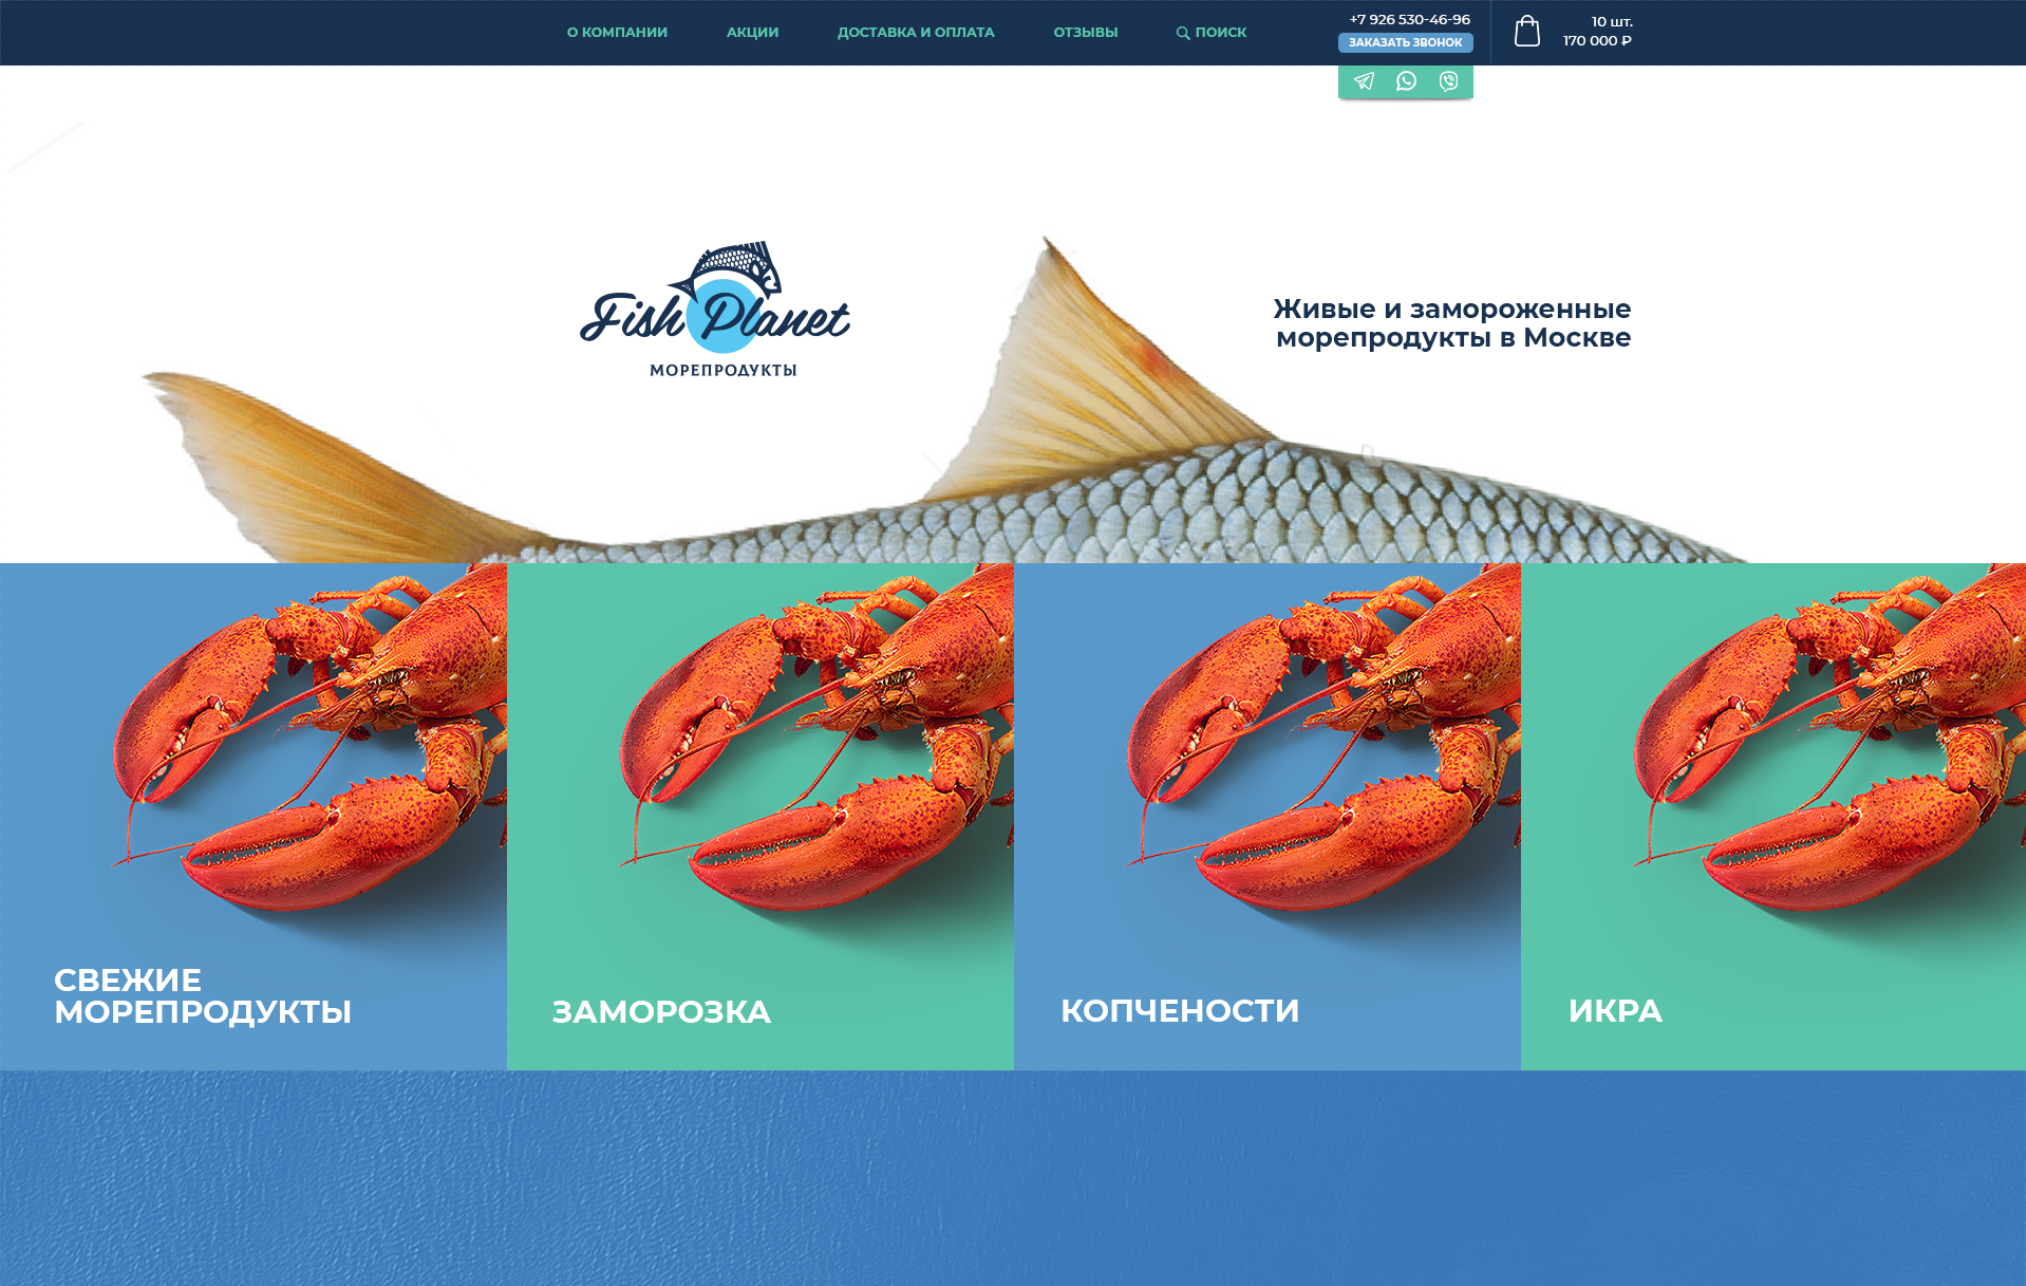 О КОМПАНИИ
АКЦИИ
ДОСТАВКА И ОПЛАТА
ОТЗЫВЫ
ПОИСК
+7 926 530-46-96
ЗАКАЗАТЬ ЗВОНОК
10 шт.
170 000 ₽
Fish Planet
МОРЕПРОДУКТЫ
Живые и замороженные
морепродукты в Москве
СВЕЖИЕ
МОРЕПРОДУКТЫ
ЗАМОРОЗКА
КОПЧЕНОСТИ
ИКРА